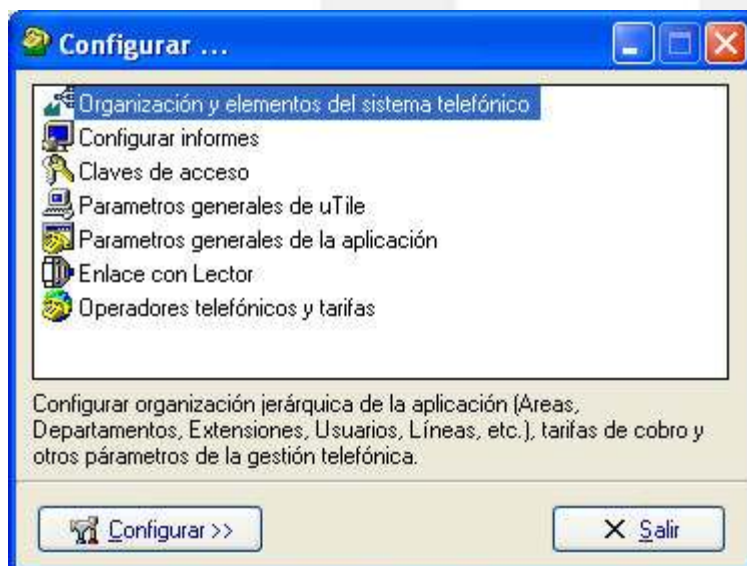 Configurar ...
Organización y elementos del sistema telefónico
Configurar informes
Claves de acceso
Parametros generales de uTile
Parametros generales de la aplicación
Enlace con Lector
Operadores telefónicos y tarifas
Configurar organización jerárquica de la aplicación (Areas,
Departamentos, Extensiones, Usuarios, Líneas, etc.), tarifas de cobro y
otros párametros de la gestión telefónica.
Configurar >>
Salir